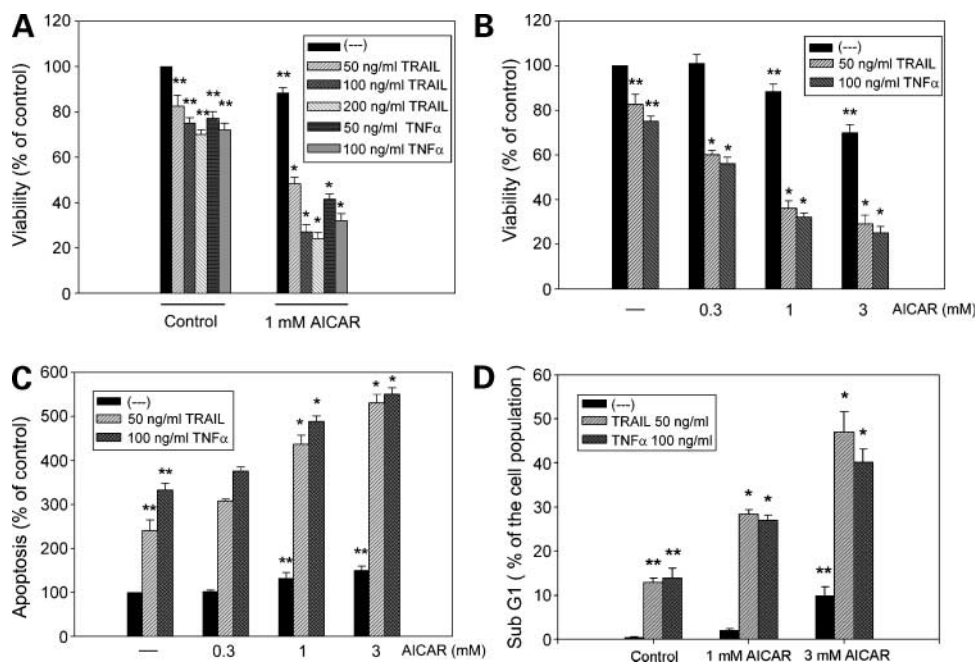 A
Viability (% of control)
120
100
80
60
40
20
0
(---)
50 ng/ml TRAIL
100 ng/ml TRAIL
200 ng/ml TRAIL
50 ng/ml TNFα
100 ng/ml TNFα
** ** ** ** ** **
* * * * *
Control
1 mM AICAR
B
Viability (% of control)
120
100
80
60
40
20
0
(---)
50 ng/ml TRAIL
100 ng/ml TNFα
** ** ** **
* * * * * *
— 0.3 1 3 AICAR (mM)
C
Apoptosis (% of control)
600
500
400
300
200
100
0
(---)
50 ng/ml TRAIL
100 ng/ml TNFα
** ** ** **
* * * *
— 0.3 1 3 AICAR (mM)
D
Sub G1 ( % of the cell population )
60
50
40
30
20
10
0
(---)
TRAIL 50 ng/ml
TNFα 100 ng/ml
** ** **
* * * *
Control 1 mM AICAR 3 mM AICAR